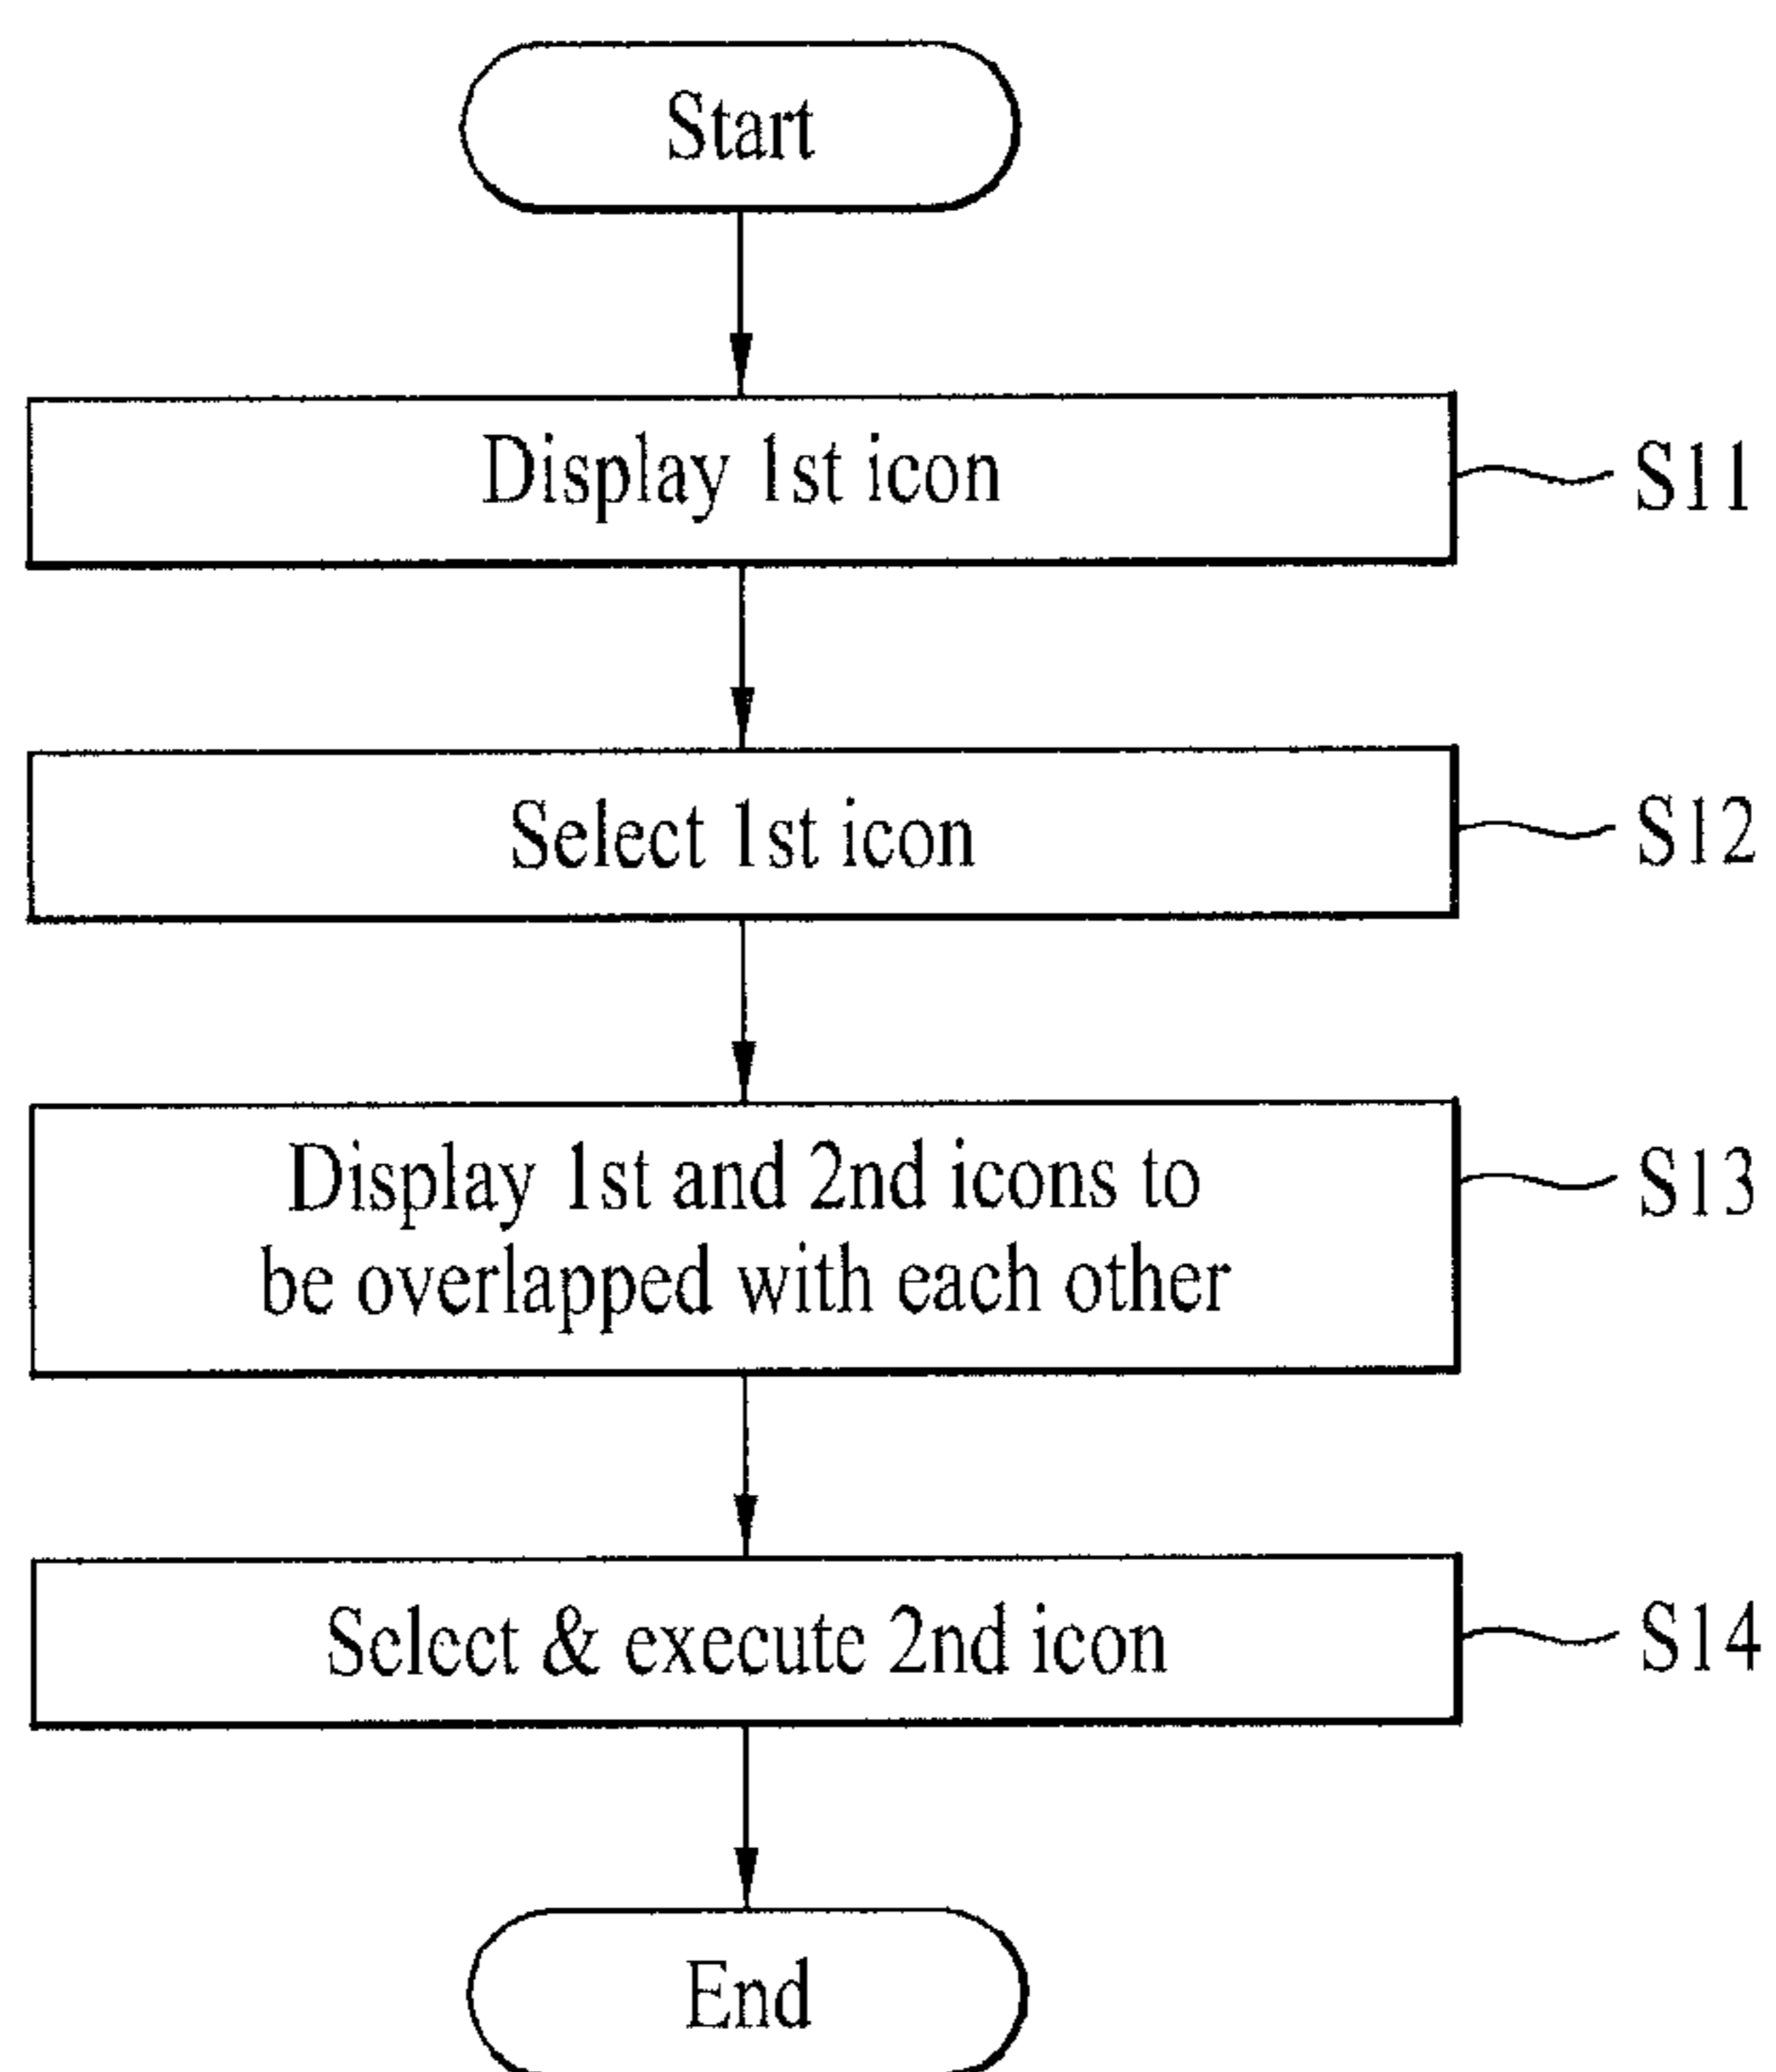 Start
Display 1st icon
S11
Select 1st icon
S12
Display 1st and 2nd icons to
be overlapped with each other
S13
Select & execute 2nd icon
S14
End